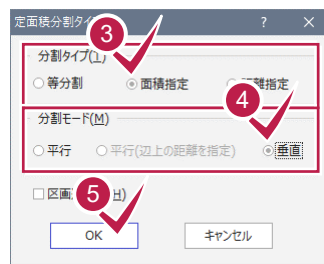 定面積分割タイ ? ×
3
分割タイプ(T)
等分割 面積指定 距離指定
4
分割モード(M)
平行 平行(辺上の距離を指定) 垂直
区画 5 H)
OK キャンセル